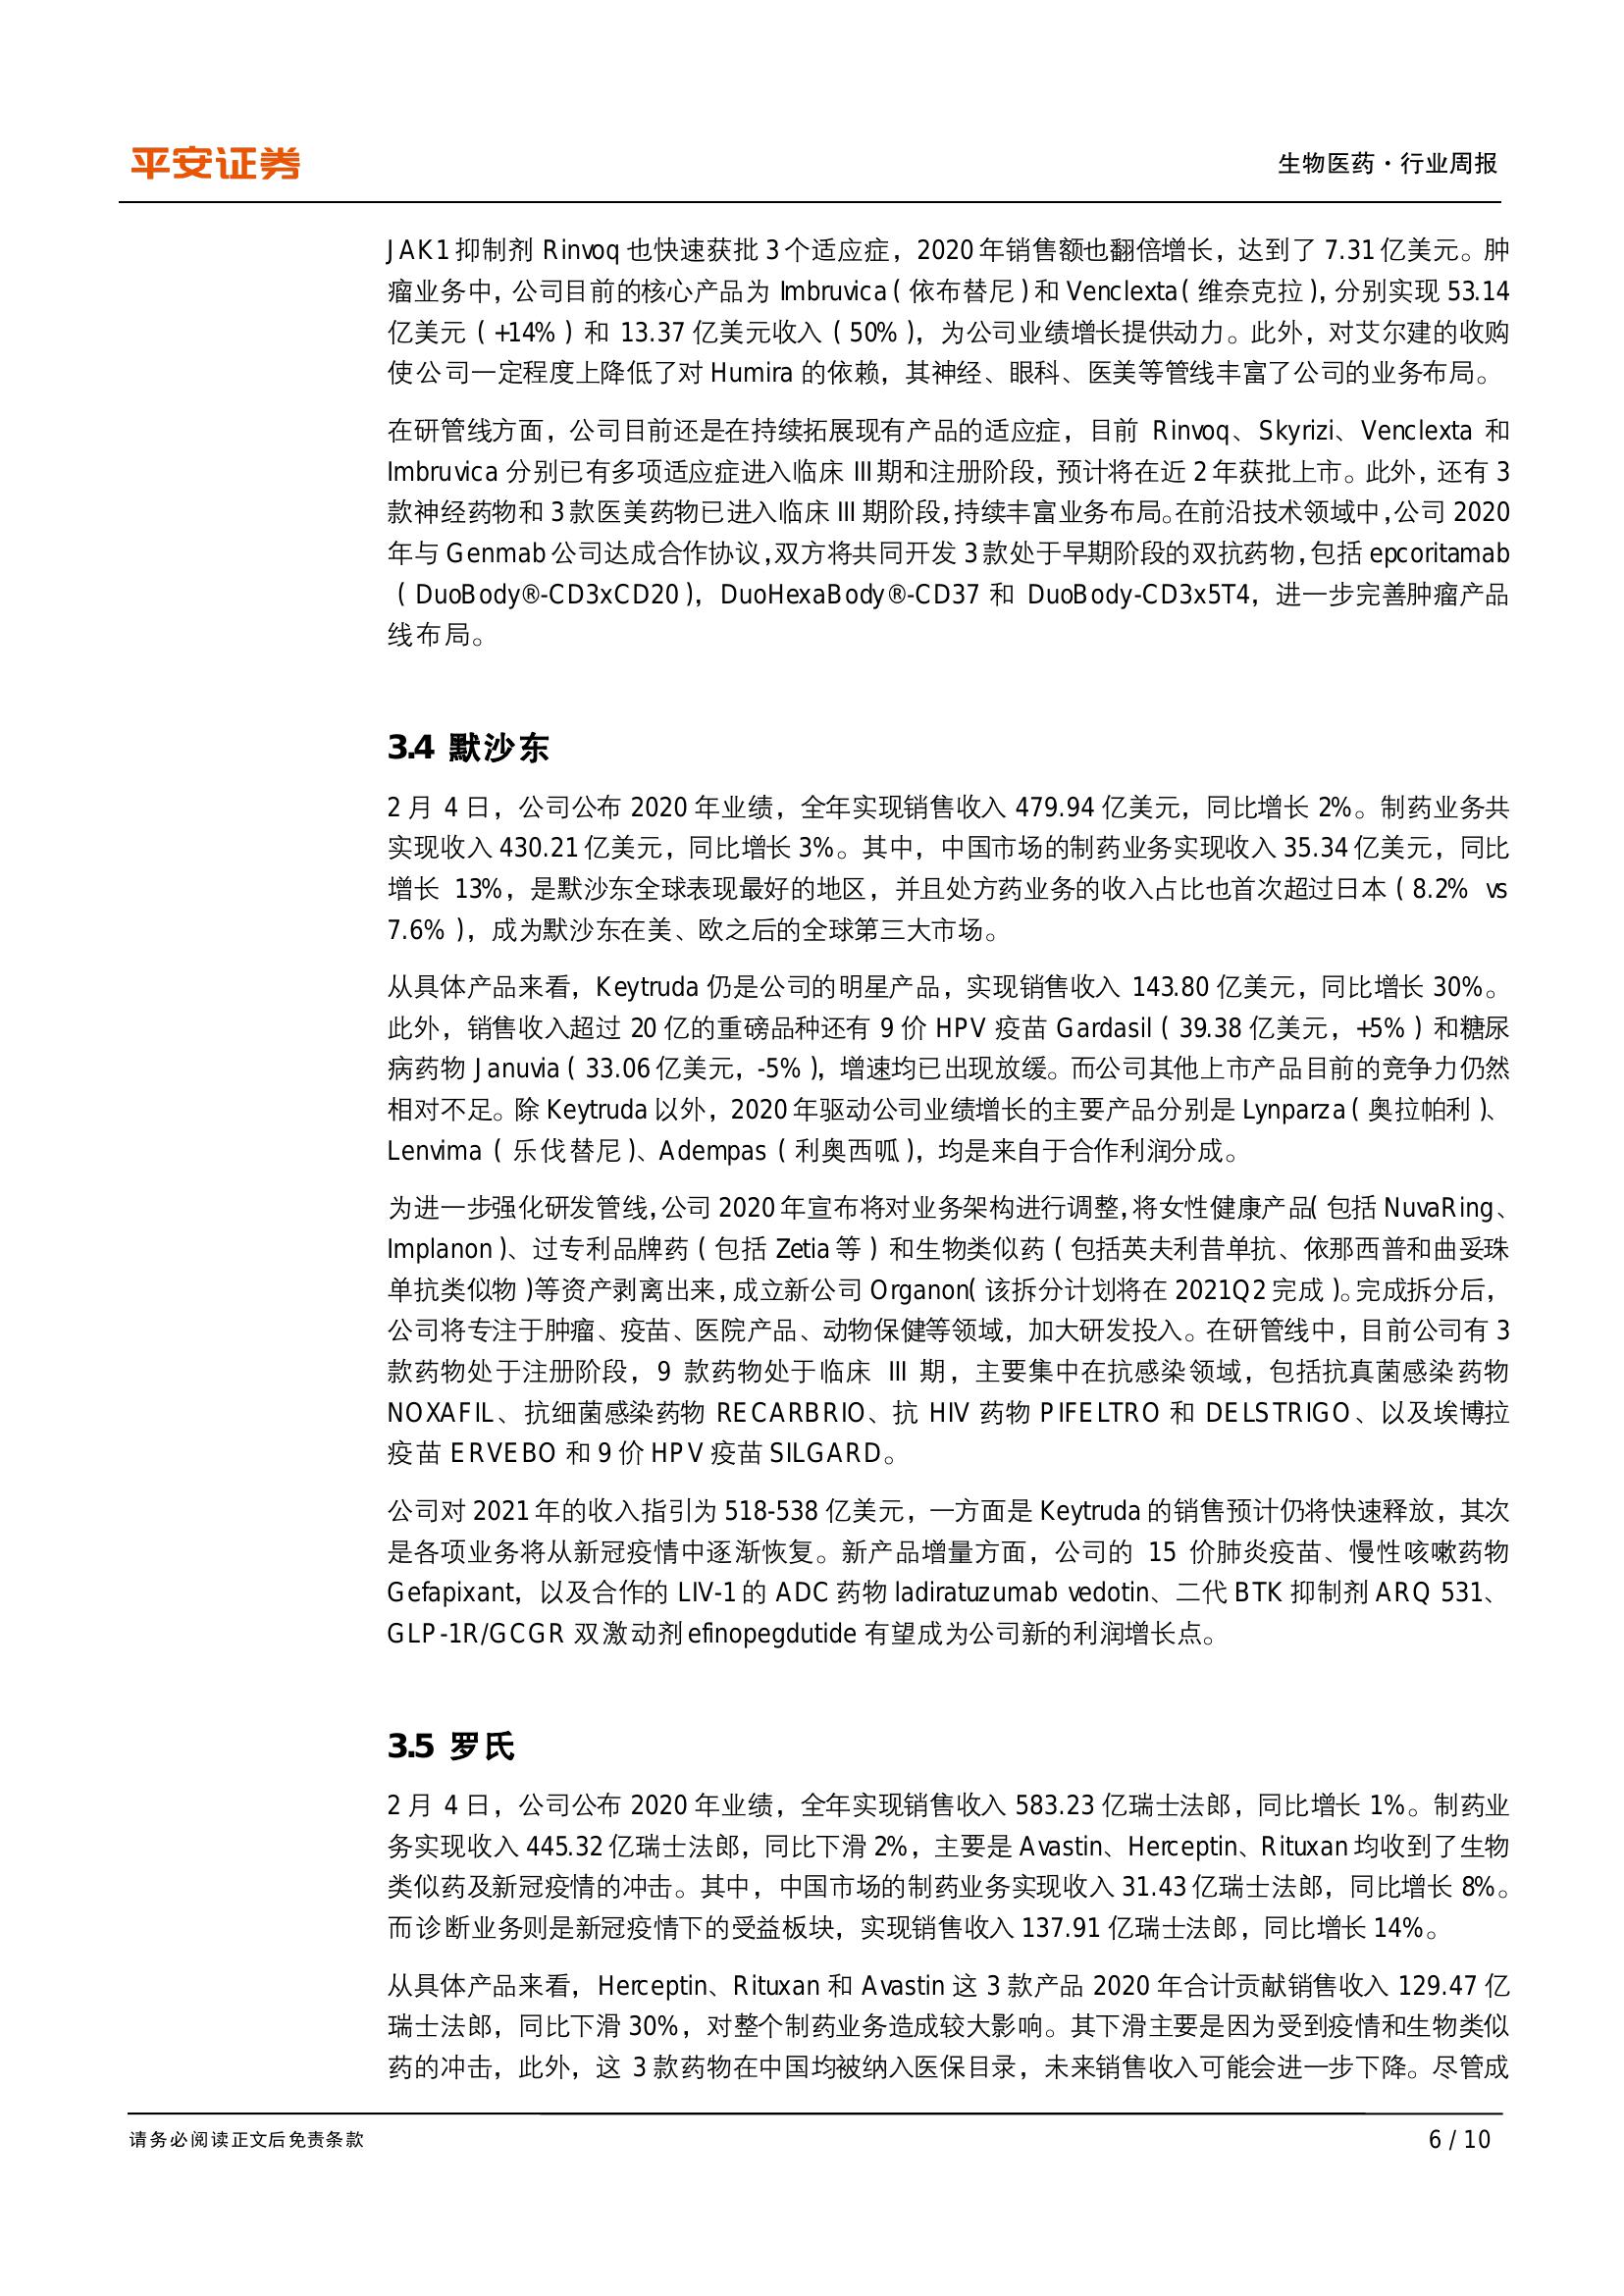 平安证券
生物医药·行业周报
JAK1抑制剂 Rinvoq 也快速获批 3 个适应症，2020 年销售额也翻倍增长，达到了 7.31 亿美元。肿
瘤业务中，公司目前的核心产品为 Imbruvica（依布替尼）和 Venclexta（维奈克拉），分别实现 53.14
亿美元（+14%）和 13.37 亿美元收入（50%），为公司业绩增长提供动力。此外，对艾尔建的收购
使公司一定程度上降低了对 Humira 的依赖，其神经、眼科、医美等管线丰富了公司的业务布局。
在研管线方面，公司目前还是在持续拓展现有产品的适应症，目前 Rinvoq、Skyrizi、Venclexta 和
Imbruvica 分别已有多项适应症进入临床 III 期和注册阶段，预计将在近 2 年获批上市。此外，还有 3
款神经药物和 3 款医美药物已进入临床 III 期阶段，持续丰富业务布局。在前沿技术领域中，公司 2020
年与 Genmab 公司达成合作协议，双方将共同开发 3 款处于早期阶段的双抗药物，包括 epcoritamab
（DuoBody®-CD3xCD20），DuoHexaBody®-CD37 和 DuoBody-CD3x5T4，进一步完善肿瘤产品
线布局。
3.4 默沙东
2 月 4 日，公司公布 2020 年业绩，全年实现销售收入 479.94 亿美元，同比增长 2%。制药业务共
实现收入 430.21 亿美元，同比增长 3%。其中，中国市场的制药业务实现收入 35.34 亿美元，同比
增长 13%，是默沙东全球表现最好的地区，并且处方药业务的收入占比也首次超过日本（8.2% vs
7.6%），成为默沙东在美、欧之后的全球第三大市场。
从具体产品来看，Keytruda 仍是公司的明星产品，实现销售收入 143.80 亿美元，同比增长 30%。
此外，销售收入超过 20 亿的重磅品种还有 9 价 HPV 疫苗 Gardasil（39.38 亿美元，+5%）和糖尿
病药物 Januvia（33.06 亿美元，-5%），增速均已出现放缓。而公司其他上市产品目前的竞争力仍然
相对不足。除 Keytruda 以外，2020 年驱动公司业绩增长的主要产品分别是 Lynparza（奥拉帕利）、
Lenvima（乐伐替尼）、Adempas（利奥西呱），均是来自于合作利润分成。
为进一步强化研发管线，公司 2020 年宣布将对业务架构进行调整，将女性健康产品（包括 NuvaRing、
Implanon）、过专利品牌药（包括 Zetia 等）和生物类似药（包括英夫利昔单抗、依那西普和曲妥珠
单抗类似物）等资产剥离出来，成立新公司 Organon（该拆分计划将在 2021Q2 完成）。完成拆分后，
公司将专注于肿瘤、疫苗、医院产品、动物保健等领域，加大研发投入。在研管线中，目前公司有 3
款药物处于注册阶段，9 款药物处于临床 III 期，主要集中在抗感染领域，包括抗真菌感染药物
NOXAFIL、抗细菌感染药物 RECARBRIO、抗 HIV 药物 PIFELTRO 和 DELSTRIGO、以及埃博拉
疫苗 ERVEBO 和 9 价 HPV 疫苗 SILGARD。
公司对 2021 年的收入指引为 518-538 亿美元，一方面是 Keytruda 的销售预计仍将快速释放，其次
是各项业务将从新冠疫情中逐渐恢复。新产品增量方面，公司的 15 价肺炎疫苗、慢性咳嗽药物
Gefapixant，以及合作的 LIV-1 的 ADC 药物 ladiratuzumab vedotin、二代 BTK 抑制剂 ARQ 531、
GLP-1R/GCGR 双激动剂 efinopegdutide 有望成为公司新的利润增长点。
3.5 罗氏
2 月 4 日，公司公布 2020 年业绩，全年实现销售收入 583.23 亿瑞士法郎，同比增长 1%。制药业
务实现收入 445.32 亿瑞士法郎，同比下滑 2%，主要是 Avastin、Herceptin、Rituxan 均收到了生物
类似药及新冠疫情的冲击。其中，中国市场的制药业务实现收入 31.43 亿瑞士法郎，同比增长 8%。
而诊断业务则是新冠疫情下的受益板块，实现销售收入 137.91 亿瑞士法郎，同比增长 14%。
从具体产品来看，Herceptin、Rituxan 和 Avastin 这 3 款产品 2020 年合计贡献销售收入 129.47 亿
瑞士法郎，同比下滑 30%，对整个制药业务造成较大影响。其下滑主要是因为受到疫情和生物类似
药的冲击，此外，这 3 款药物在中国均被纳入医保目录，未来销售收入可能会进一步下降。尽管成
请务必阅读正文后免责条款
6 / 10